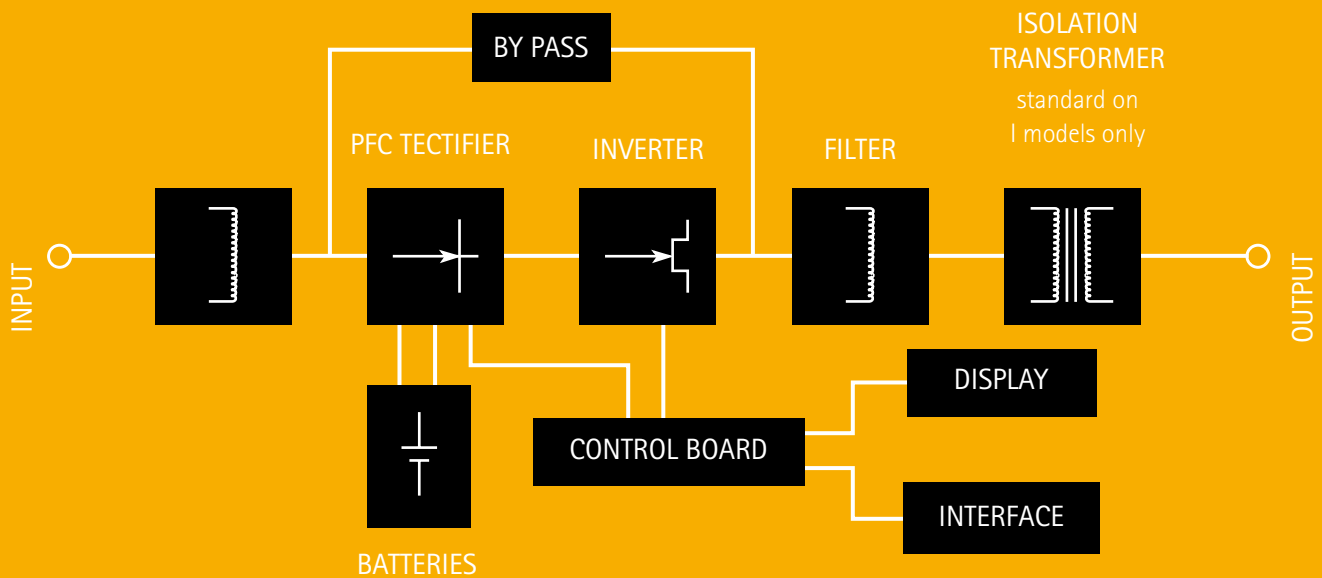 BY PASS
ISOLATION
TRANSFORMER
standard on
I models only
PFC TECTIFIER
INVERTER
FILTER
INPUT
OUTPUT
DISPLAY
CONTROL BOARD
INTERFACE
BATTERIES